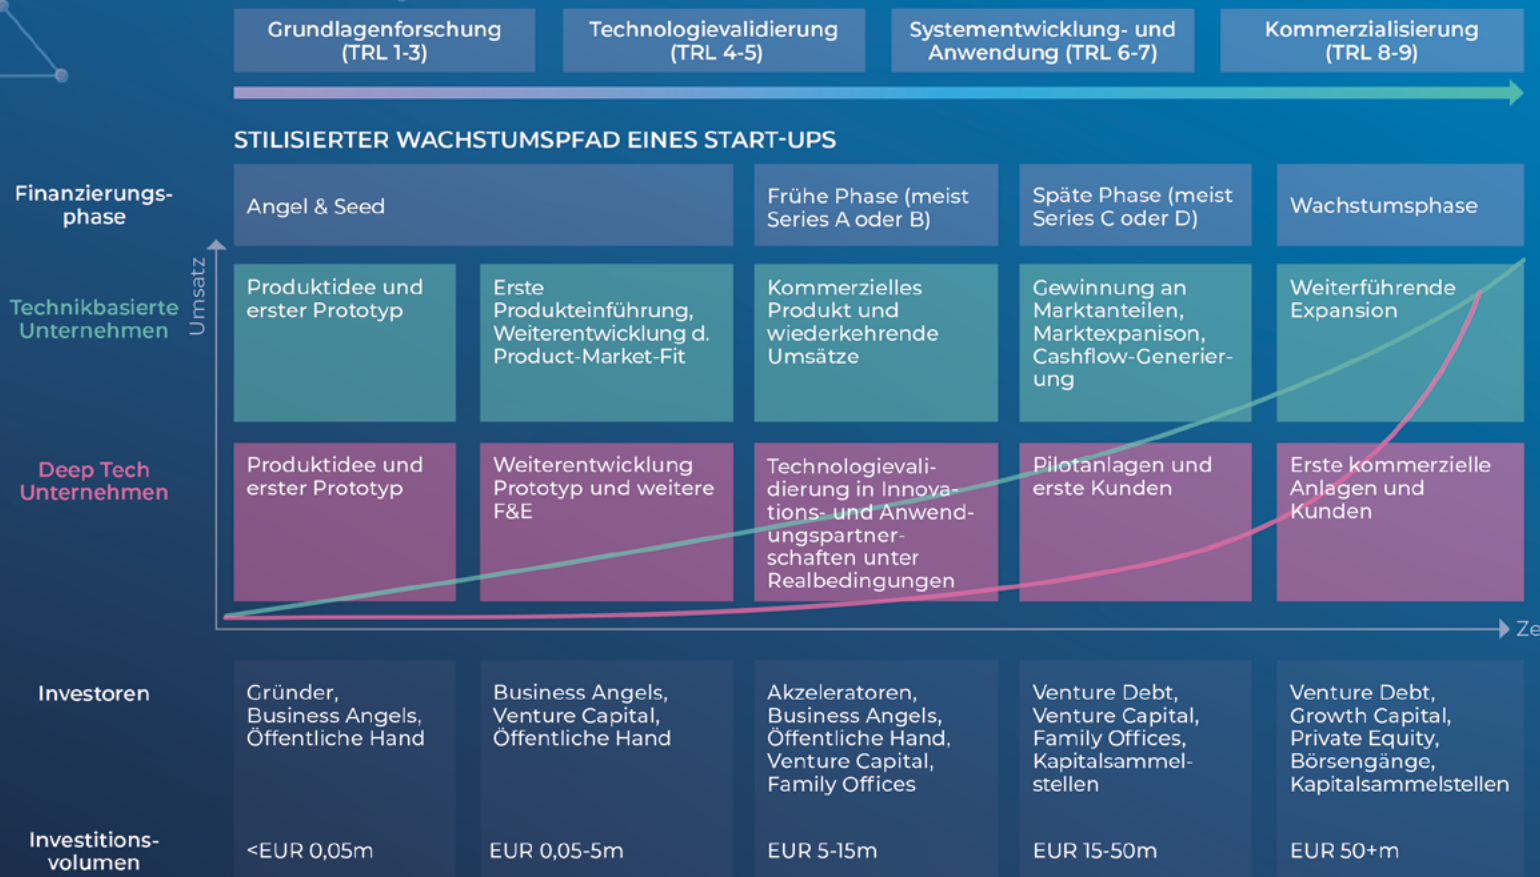 Grundlagenforschung
(TRL 1-3)
Technologievalidierung
(TRL 4-5)
Systementwicklung- und
Anwendung (TRL 6-7)
Kommerzialisierung
(TRL 8-9)
STILISIERTER WACHSTUMSPFAD EINES START-UPS
Finanzierungs-
phase
Angel & Seed
Frühe Phase (meist
Series A oder B)
Späte Phase (meist
Series C oder D)
Wachstumsphase
Umsatz
Technikbasierte
Unternehmen
Produktidee und
erster Prototyp
Erste
Produkteinführung,
Weiterentwicklung d.
Product-Market-Fit
Kommerzielles
Produkt und
wiederkehrende
Umsätze
Gewinnung an
Marktanteilen,
Marktexpanison,
Cashflow-Generier-
ung
Weiterführende
Expansion
Deep Tech
Unternehmen
Produktidee und
erster Prototyp
Weiterentwicklung
Prototyp und weitere
F&E
Technologievali-
dierung in Innova-
tions- und Anwend-
ungspartner-
schaften unter
Realbedingungen
Pilotanlagen und
erste Kunden
Erste kommerzielle
Anlagen und
Kunden
Ze
Investoren
Gründer,
Business Angels,
Öffentliche Hand
Business Angels,
Venture Capital,
Öffentliche Hand
Akzeleratoren,
Business Angels,
Öffentliche Hand,
Venture Capital,
Family Offices
Venture Debt,
Venture Capital,
Family Offices,
Kapitalsammel-
stellen
Venture Debt,
Growth Capital,
Private Equity,
Börsengänge,
Kapitalsammelstellen
Investitions-
volumen
<EUR 0,05m
EUR 0,05-5m
EUR 5-15m
EUR 15-50m
EUR 50+m